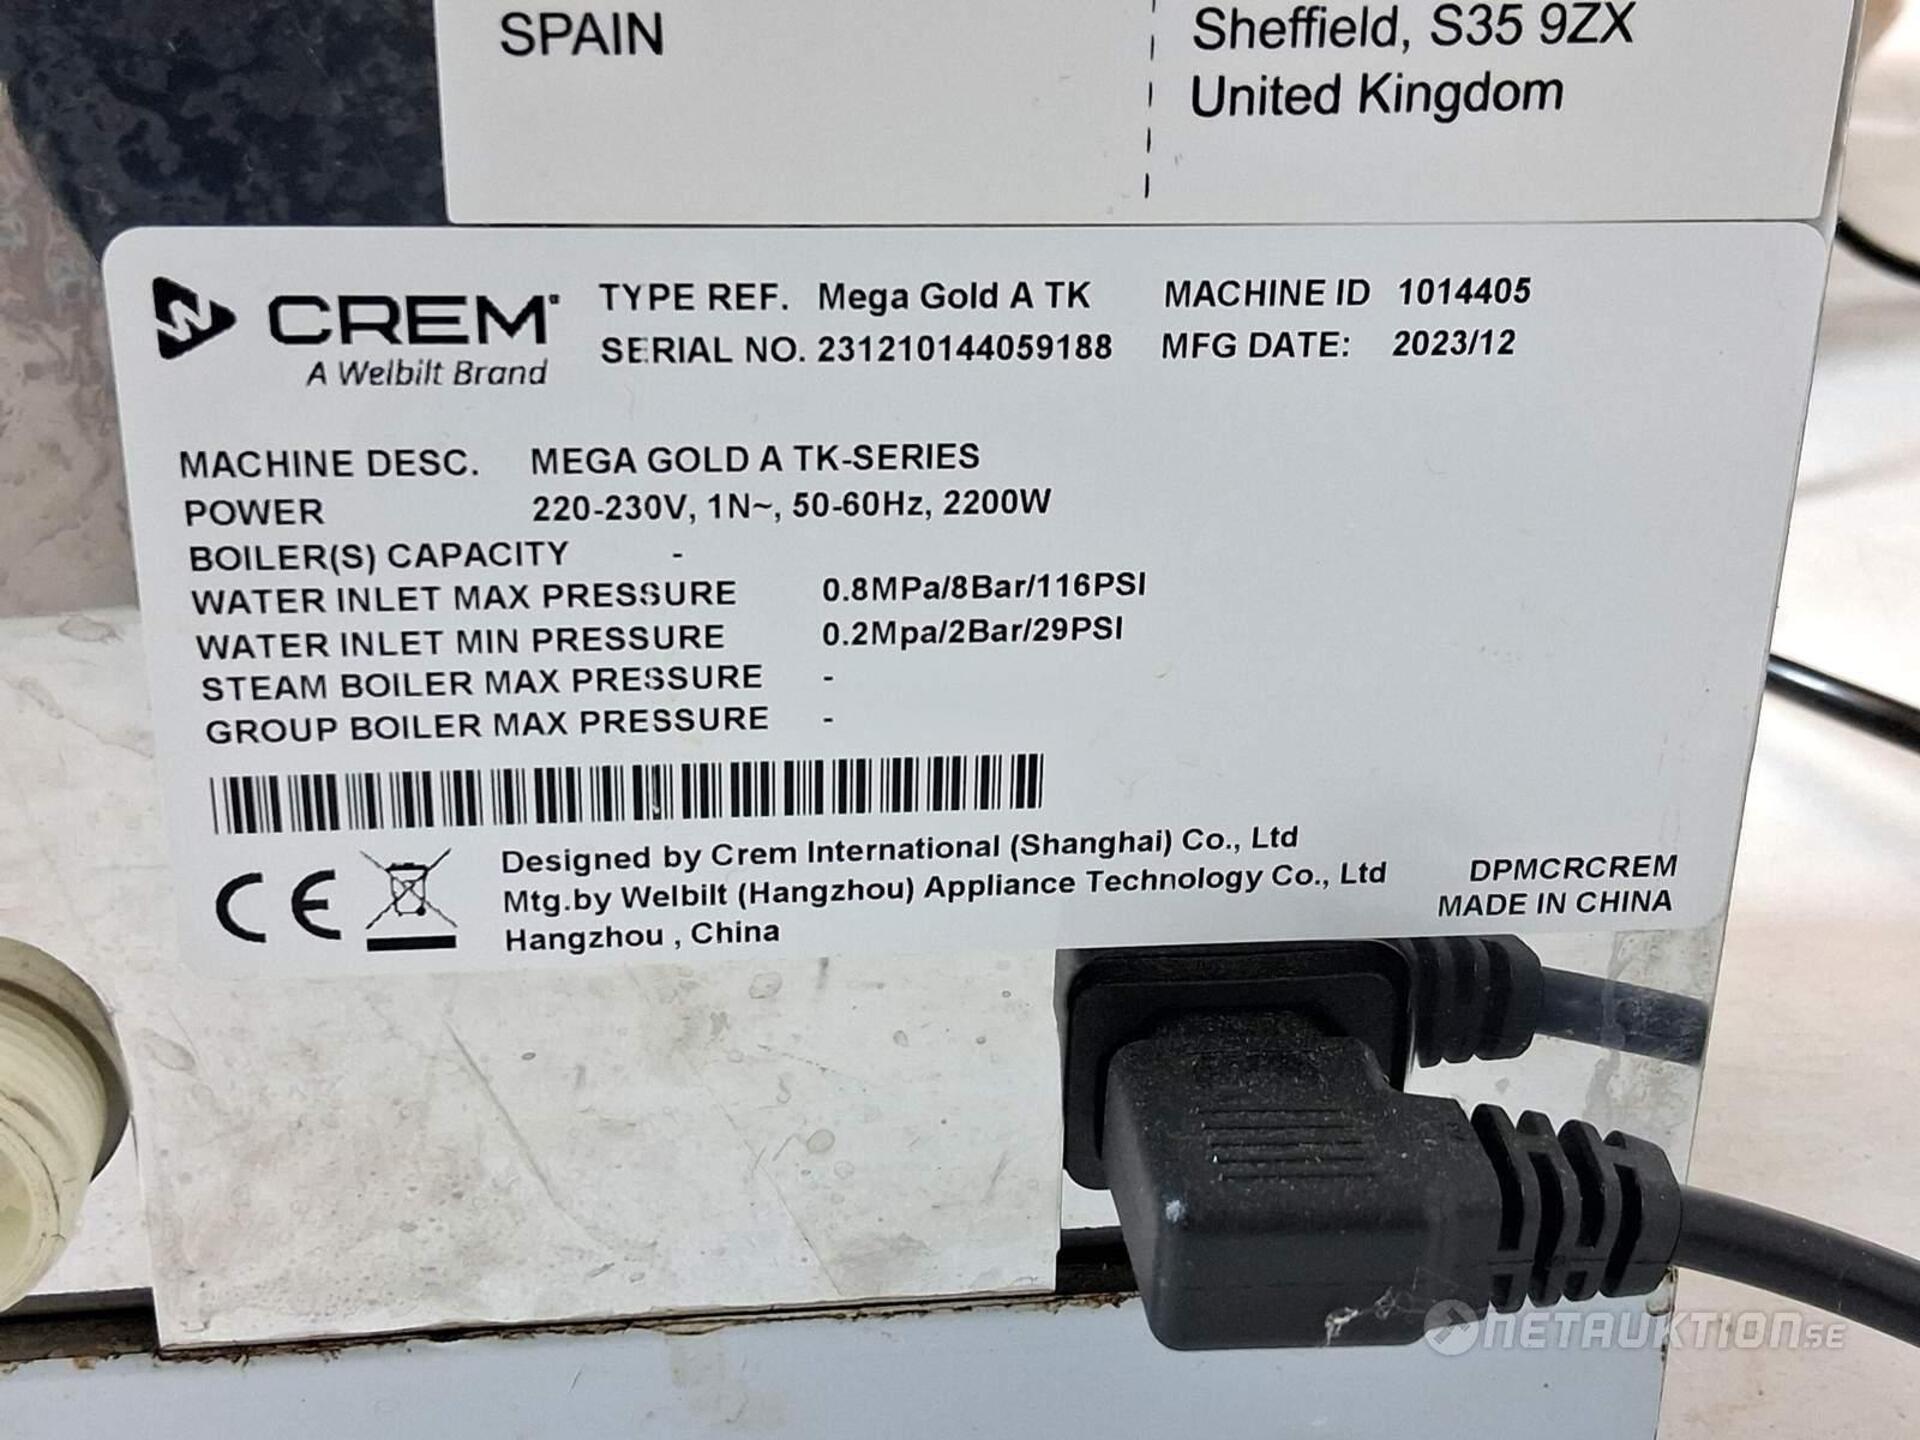 SPAIN
Sheffield, S35 9ZX
United Kingdom
CREM
A Welbilt Brand
TYPE REF. Mega Gold A TK MACHINE ID 1014405
SERIAL NO. 231210144059188 MFG DATE: 2023/12
MACHINE DESC. MEGA GOLD A TK-SERIES
POWER 220-230V, 1N~, 50-60Hz, 2200W
BOILER(S) CAPACITY -
WATER INLET MAX PRESSURE 0.8MPa/8Bar/116PSI
WATER INLET MIN PRESSURE 0.2Mpa/2Bar/29PSI
STEAM BOILER MAX PRESSURE -
GROUP BOILER MAX PRESSURE -
CE
Designed by Crem International (Shanghai) Co., Ltd
Mtg.by Welbilt (Hangzhou) Appliance Technology Co., Ltd
Hangzhou , China
DPMCRCREM
MADE IN CHINA
NETAUKTION.SE